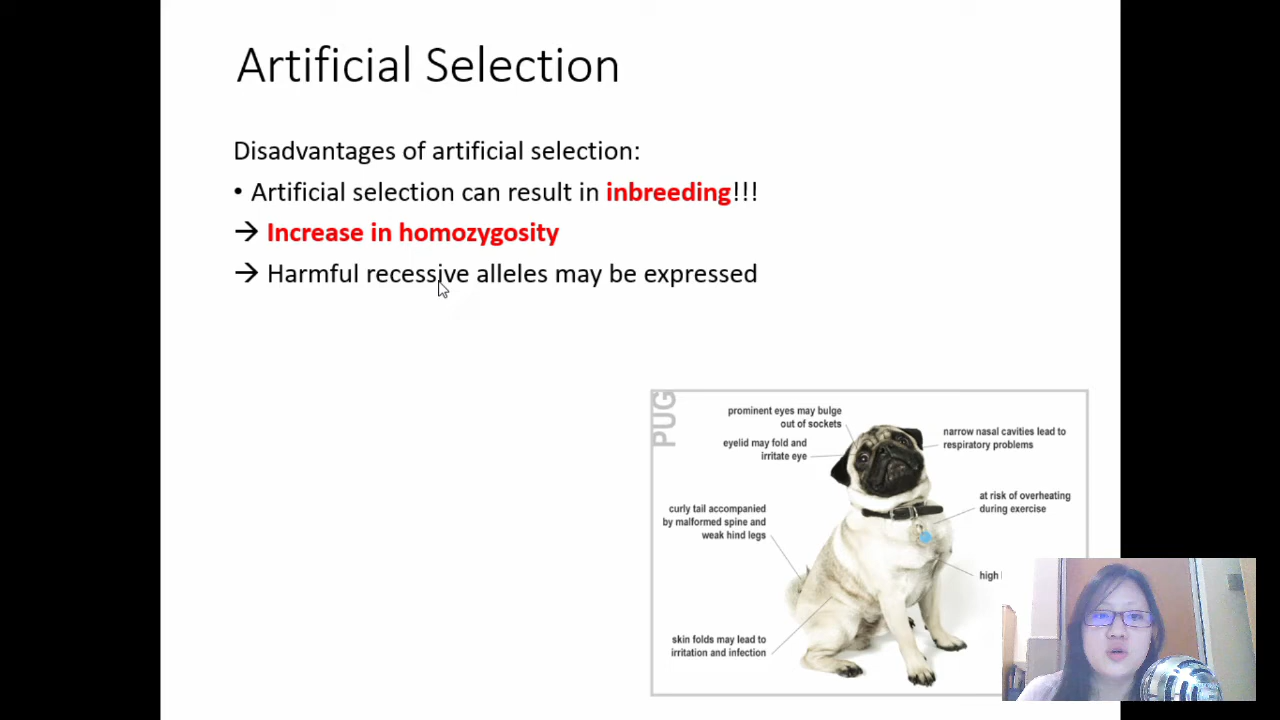 Artificial Selection
Disadvantages of artificial selection:
• Artificial selection can result in inbreeding!!!
→ Increase in homozygosity
→ Harmful recessive alleles may be expressed
PUG
prominent eyes may bulge
out of sockets
eyelid may fold and
irritate eye
narrow nasal cavities lead to
respiratory problems
curly tail accompanied
by malformed spine and
weak hind legs
at risk of overheating
during exercise
high
skin folds may lead to
irritation and infection